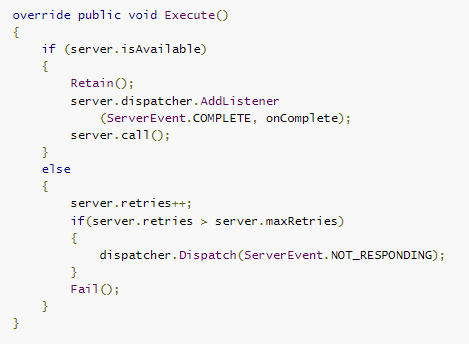 override public void Execute()
{
    if (server.isAvailable)
    {
        Retain();
        server.dispatcher.AddListener
            (ServerEvent.COMPLETE, onComplete);
        server.call();
    }
    else
    {
        server.retries++;
        if(server.retries > server.maxRetries)
        {
            dispatcher.Dispatch(ServerEvent.NOT_RESPONDING);
        }
        Fail();
    }
}